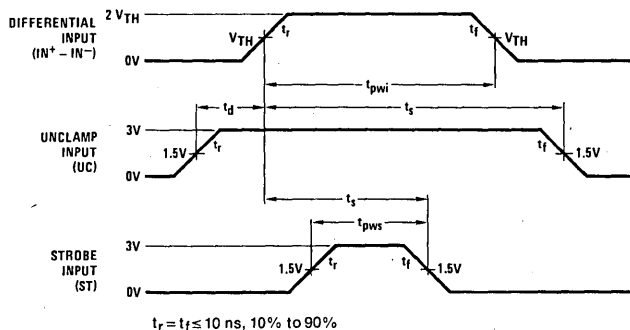 DIFFERENTIAL
INPUT
(IN+ – IN–)
2 VTH
VTH
0V
tr
tf
VTH
tpwi
td
ts
UNCLAMP
INPUT
(UC)
3V
1.5V
0V
tr
tf
1.5V
ts
tpws
STROBE
INPUT
(ST)
3V
1.5V
0V
tr
tf
1.5V
tr = tf ≤ 10 ns, 10% to 90%